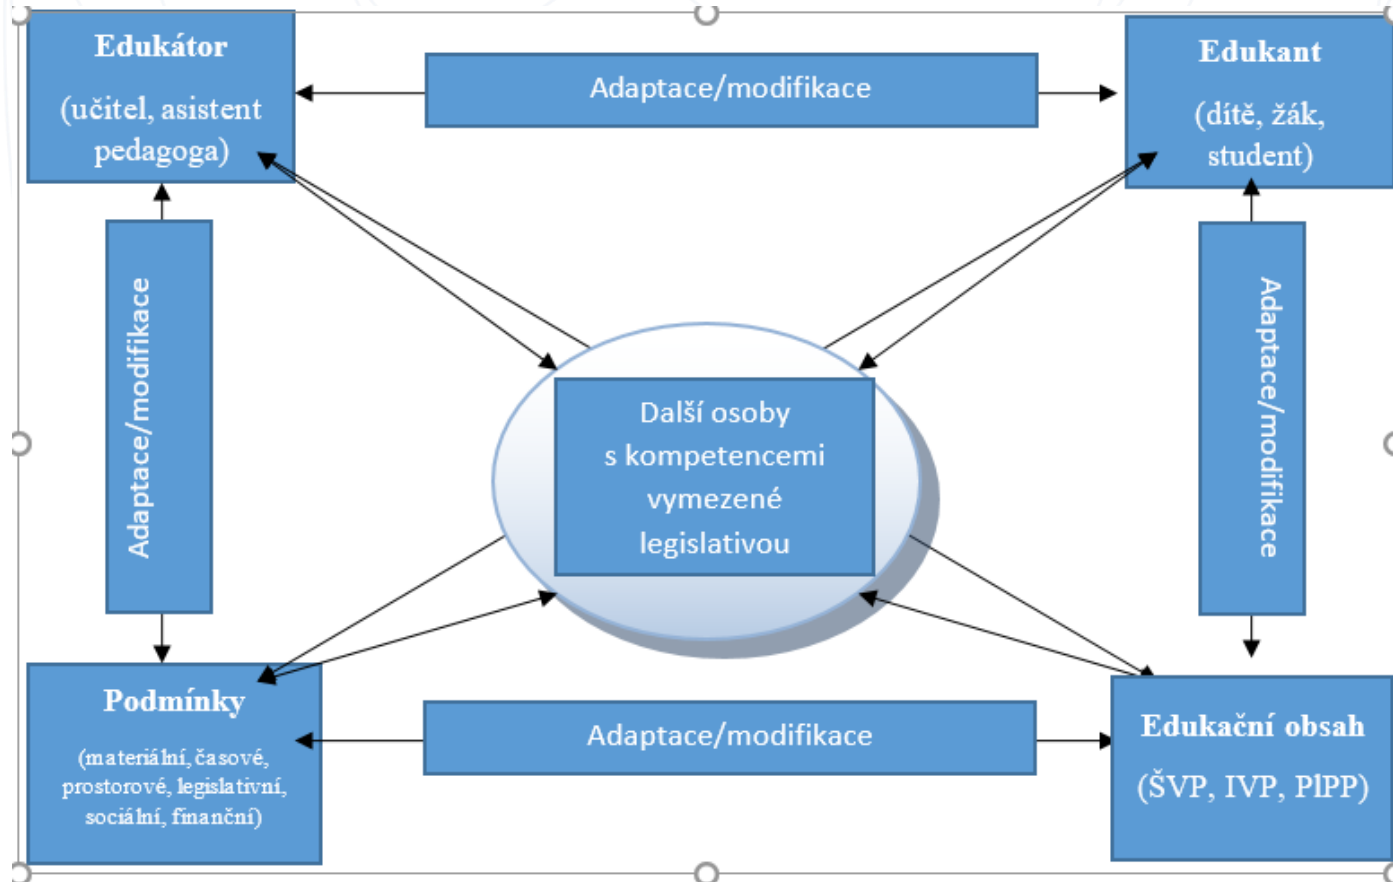 Edukátor
(učitel, asistent
pedagoga)
Adaptace/modifikace
Edukant
(dítě, žák,
student)
Adaptace/modifikace
Další osoby
s kompetencemi
vymezené
legislativou
Adaptace/modifikace
Podmínky
(materiální, časové,
prostorové, legislativní,
sociální, finanční)
Adaptace/modifikace
Edukační obsah
(ŠVP, IVP, PlPP)